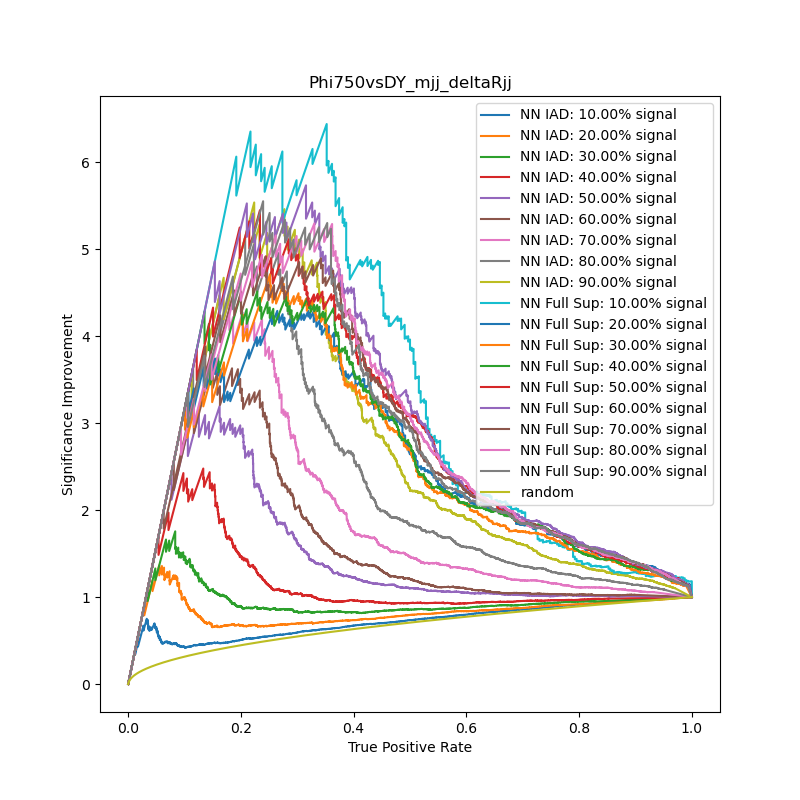 Phi750vsDY_mjj_deltaRjj
NN IAD: 10.00% signal
NN IAD: 20.00% signal
NN IAD: 30.00% signal
NN IAD: 40.00% signal
NN IAD: 50.00% signal
NN IAD: 60.00% signal
NN IAD: 70.00% signal
NN IAD: 80.00% signal
NN IAD: 90.00% signal
NN Full Sup: 10.00% signal
NN Full Sup: 20.00% signal
NN Full Sup: 30.00% signal
NN Full Sup: 40.00% signal
NN Full Sup: 50.00% signal
NN Full Sup: 60.00% signal
NN Full Sup: 70.00% signal
NN Full Sup: 80.00% signal
NN Full Sup: 90.00% signal
random
Significance Improvement
6
5
4
3
2
1
0
0.0 0.2 0.4 0.6 0.8 1.0
True Positive Rate